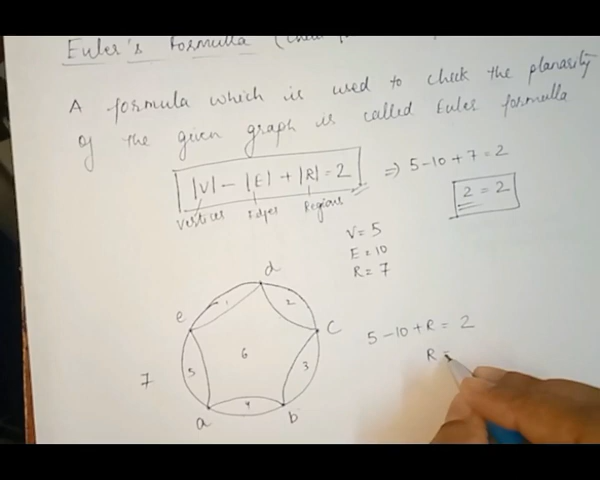 Euler's Formulla (
A formula which is used to check the planarity
of the given graph is called Euler formulla
|V| - |E| + |R| = 2 ⇒ 5-10+7=2
Vertices Edges Regions
2 = 2
V = 5
E = 10
R = 7
d
1 2
e C
5 - 10 + R = 2
6
R =
5 3
7
4
a b